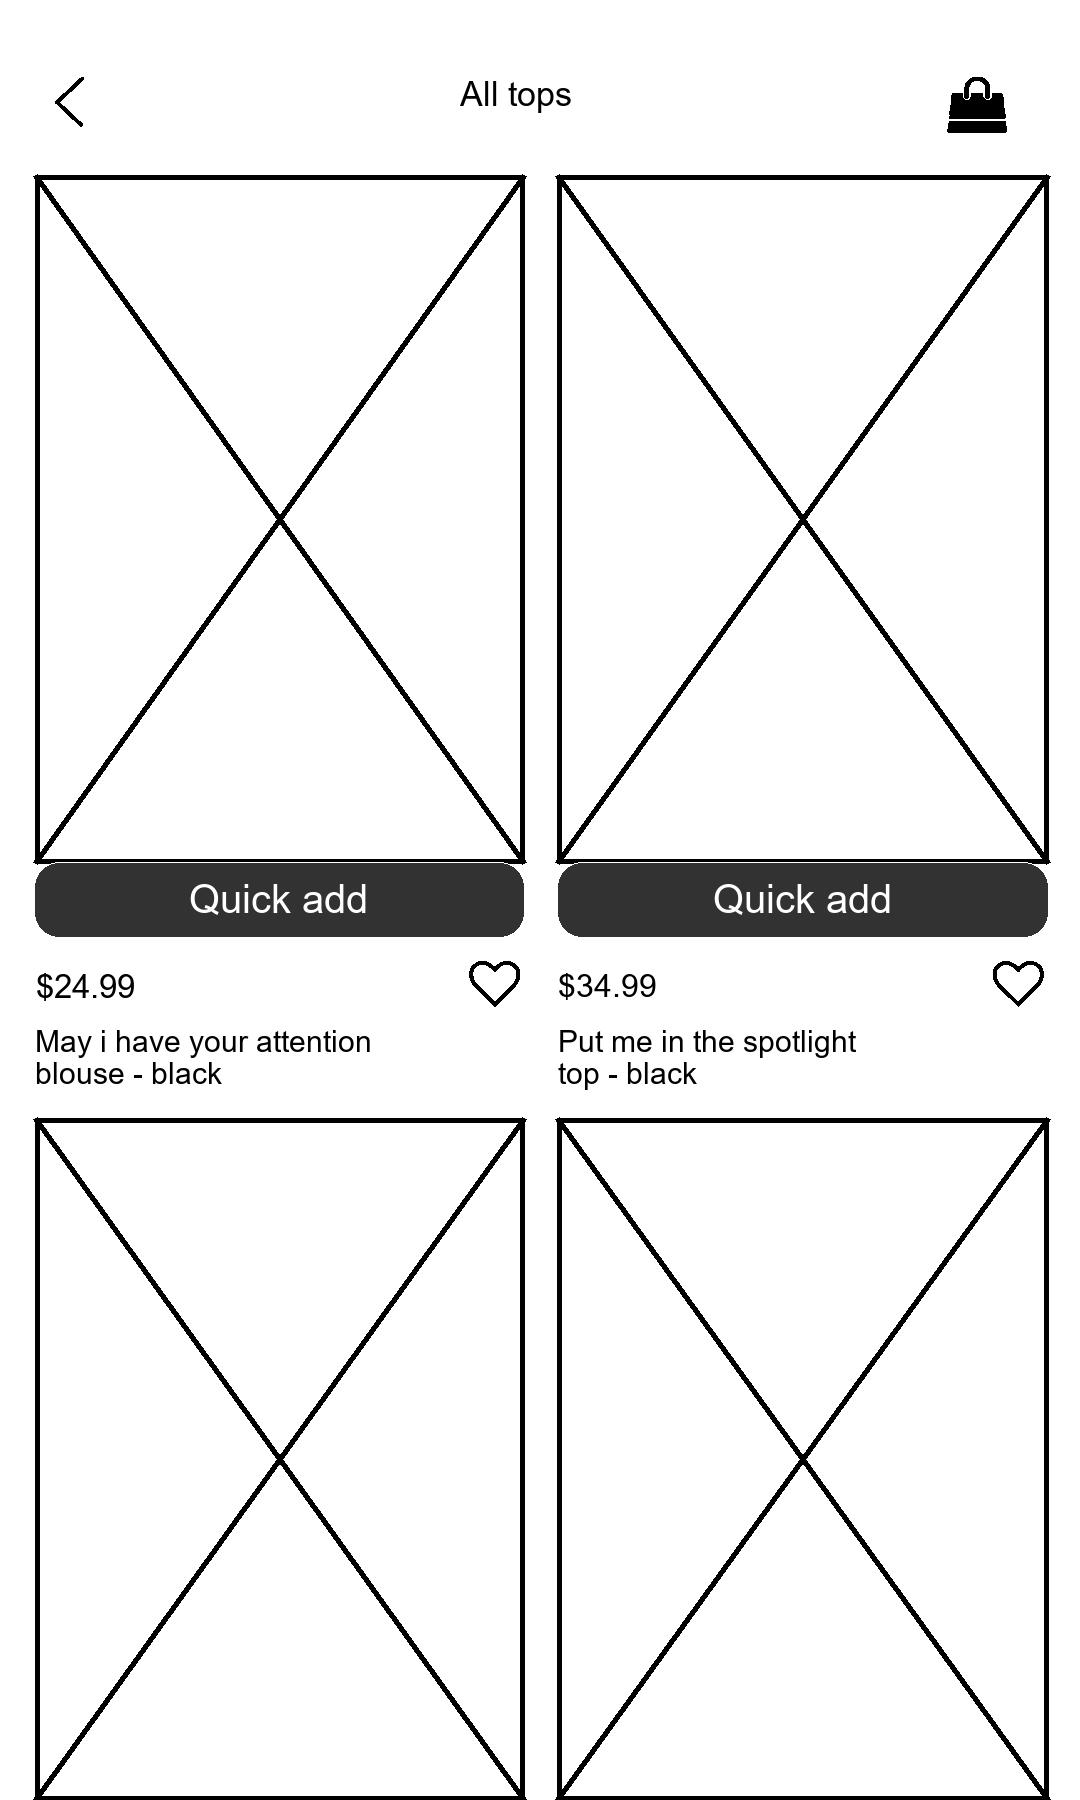 All tops
Quick add
Quick add
$24.99
$34.99
May i have your attention
blouse - black
Put me in the spotlight
top - black